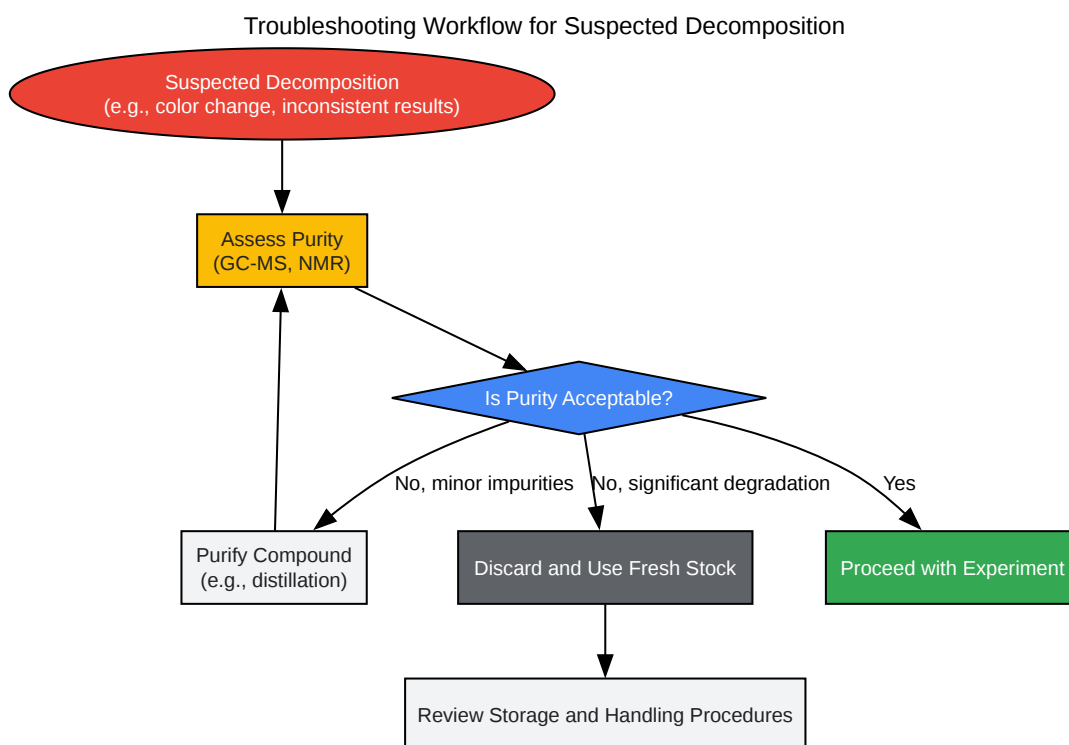 Troubleshooting Workflow for Suspected Decomposition
Suspected Decomposition
(e.g., color change, inconsistent results)
Assess Purity
(GC-MS, NMR)
Is Purity Acceptable?
No, minor impurities
No, significant degradation
Yes
Purify Compound
(e.g., distillation)
Discard and Use Fresh Stock
Proceed with Experiment
Review Storage and Handling Procedures